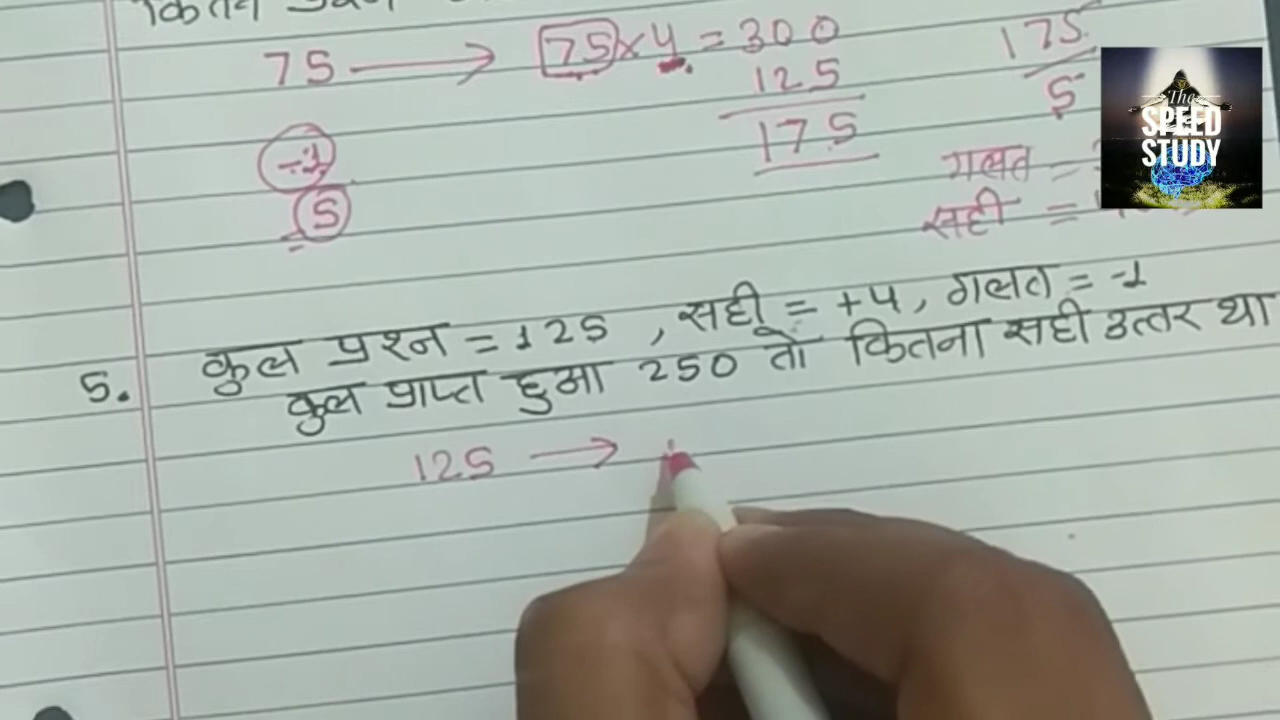 75 → 75 × 4 = 300
125
175
175
5
-1
5
गलत =
सही =
The
SPEED
STUDY
5. कुल प्रश्न = 125 , सही = +4 , गलत = -1
कुल प्राप्त हुआ 250 तो कितना सही उत्तर था
125 →